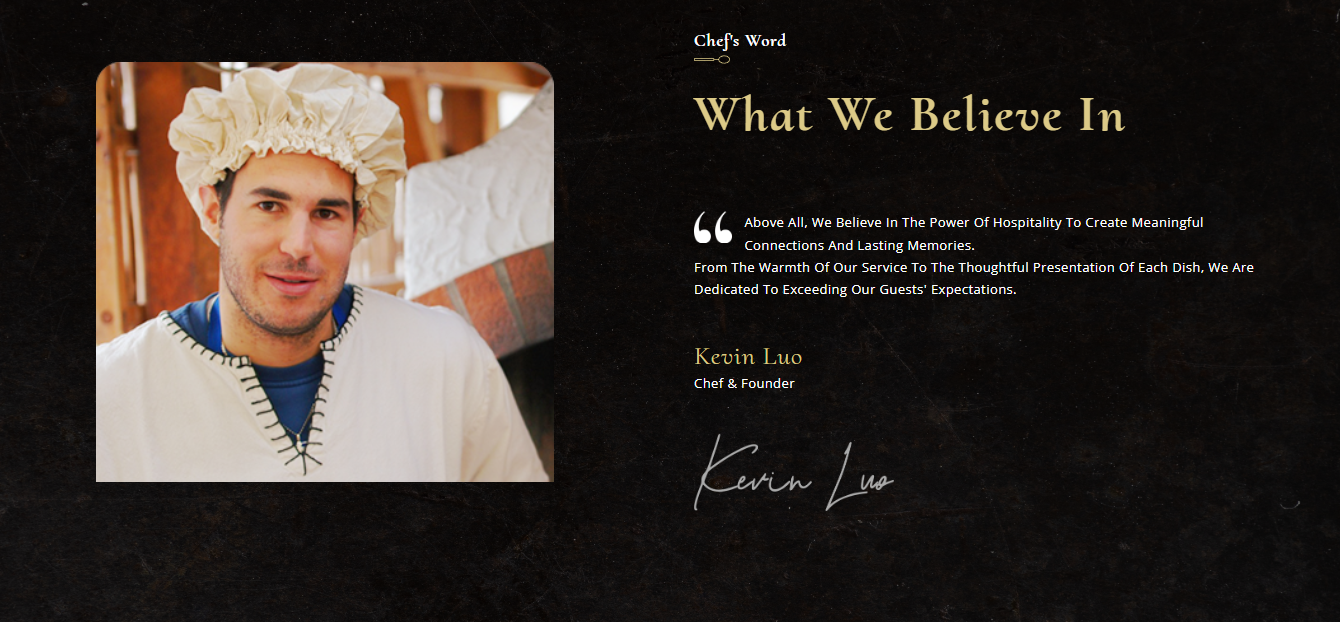 Chef's Word
What We Believe In
“ Above All, We Believe In The Power Of Hospitality To Create Meaningful
Connections And Lasting Memories.
From The Warmth Of Our Service To The Thoughtful Presentation Of Each Dish, We Are
Dedicated To Exceeding Our Guests' Expectations.
Kevin Luo
Chef & Founder
Kevin Luo